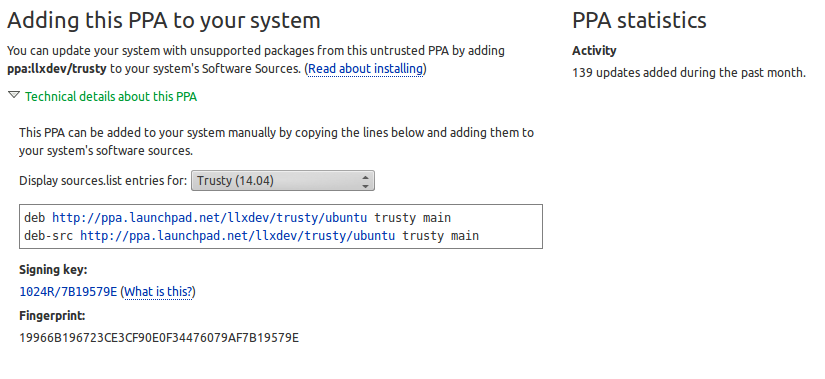 Adding this PPA to your system
You can update your system with unsupported packages from this untrusted PPA by adding
ppa:llxdev/trusty to your system's Software Sources. (Read about installing)
Technical details about this PPA
This PPA can be added to your system manually by copying the lines below and adding them to
your system's software sources.
Display sources.list entries for: Trusty (14.04)
deb http://ppa.launchpad.net/llxdev/trusty/ubuntu trusty main
deb-src http://ppa.launchpad.net/llxdev/trusty/ubuntu trusty main
Signing key:
1024R/7B19579E (What is this?)
Fingerprint:
19966B196723CE3CF90E0F34476079AF7B19579E
PPA statistics
Activity
139 updates added during the past month.